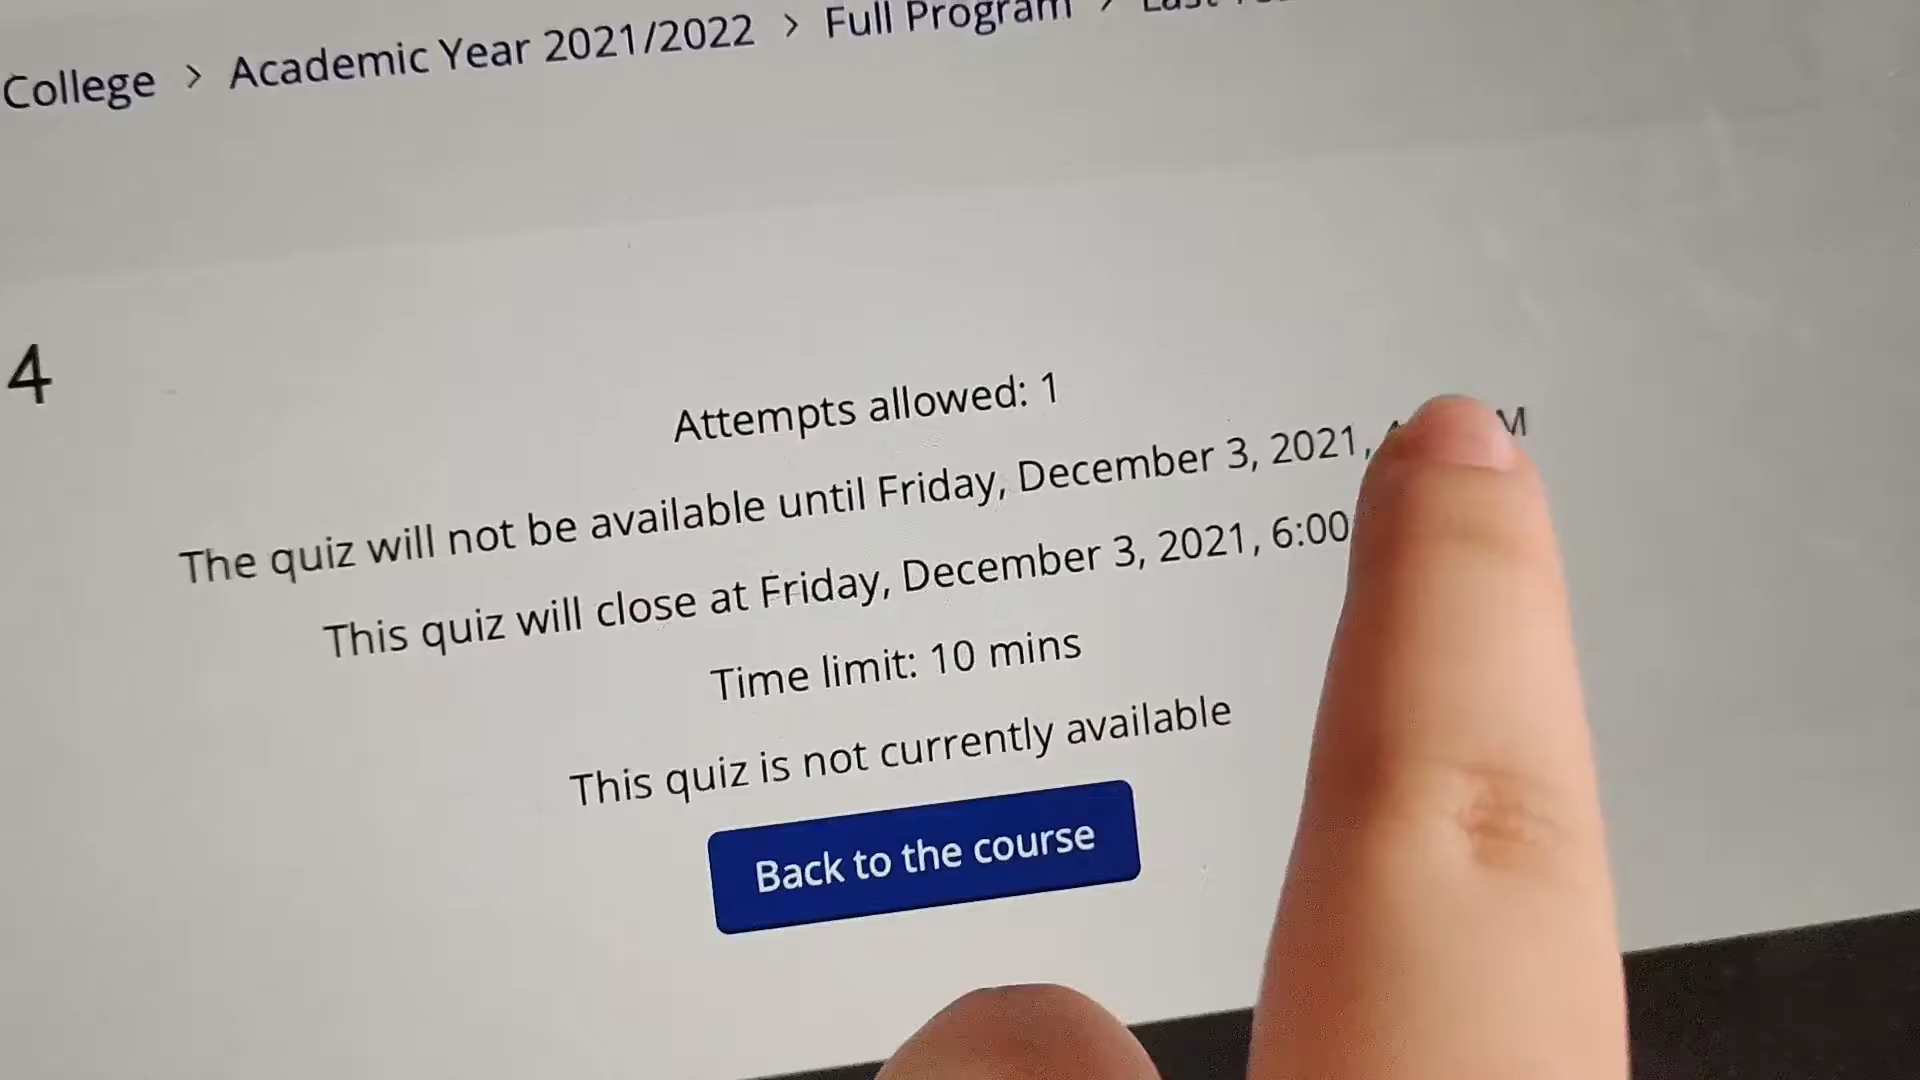 College > Academic Year 2021/2022 > Full Program >
4
Attempts allowed: 1
The quiz will not be available until Friday, December 3, 2021,
This quiz will close at Friday, December 3, 2021, 6:00
Time limit: 10 mins
This quiz is not currently available
Back to the course